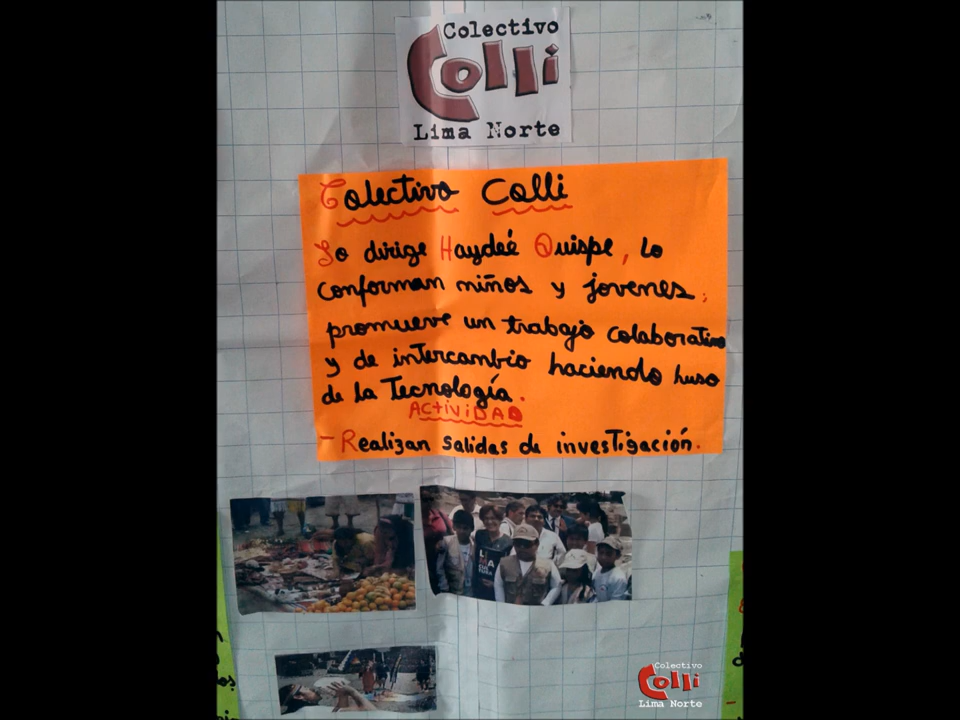 Colectivo
Colli
Lima Norte
Colectivo Colli
Lo dirige Haydeé Quispe, lo
conforman niños y jovenes,
promueve un trabajo colaborativo
y de intercambio haciendo huso
de la Tecnología.
ACTIVIDAD
- Realizan salidas de investigación.
LIMA
Colectivo
Colli
Lima Norte